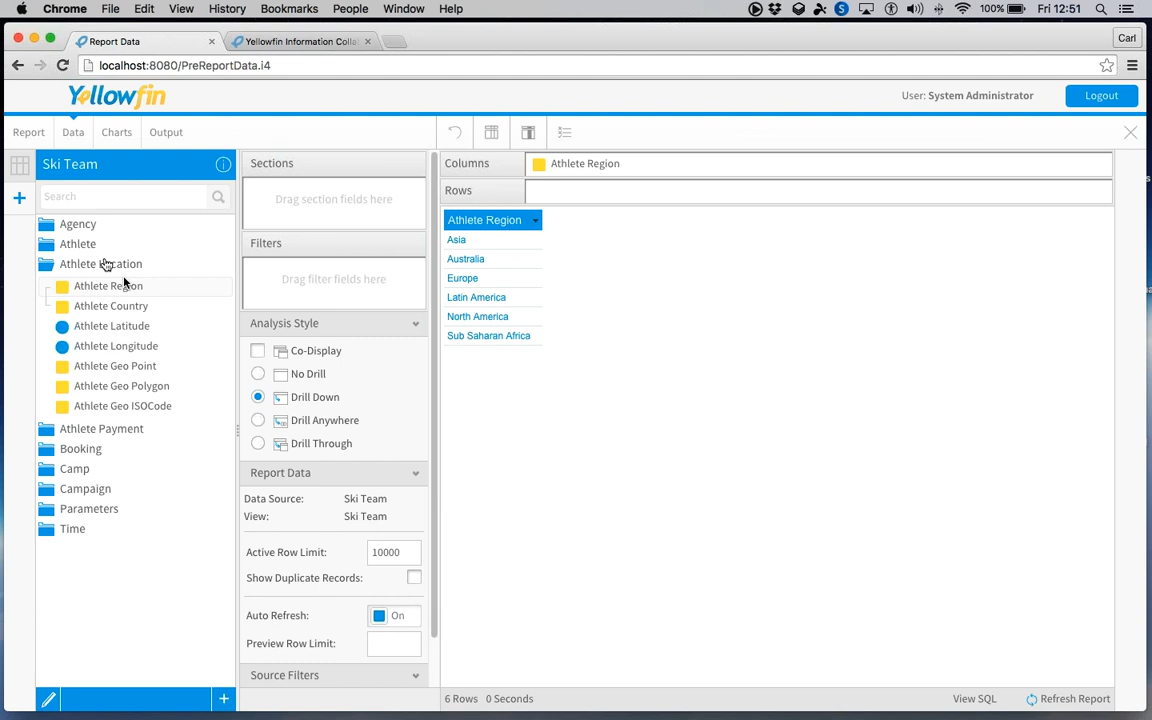 Chrome File Edit View History Bookmarks People Window Help 100% Fri 12:51
Report Data Yellowfin Information Colla Carl
localhost:8080/PreReportData.i4
Yellowfin User: System Administrator Logout
Report Data Charts Output
Ski Team
Search
Agency
Athlete
Athlete Location
Athlete Region
Athlete Country
Athlete Latitude
Athlete Longitude
Athlete Geo Point
Athlete Geo Polygon
Athlete Geo ISOCode
Athlete Payment
Booking
Camp
Campaign
Parameters
Time
Sections
Drag section fields here
Filters
Drag filter fields here
Analysis Style
Co-Display
No Drill
Drill Down
Drill Anywhere
Drill Through
Report Data
Data Source: Ski Team
View: Ski Team
Active Row Limit: 10000
Show Duplicate Records:
Auto Refresh: On
Preview Row Limit:
Source Filters
Columns Athlete Region
Rows
Athlete Region
Asia
Australia
Europe
Latin America
North America
Sub Saharan Africa
6 Rows 0 Seconds View SQL Refresh Report